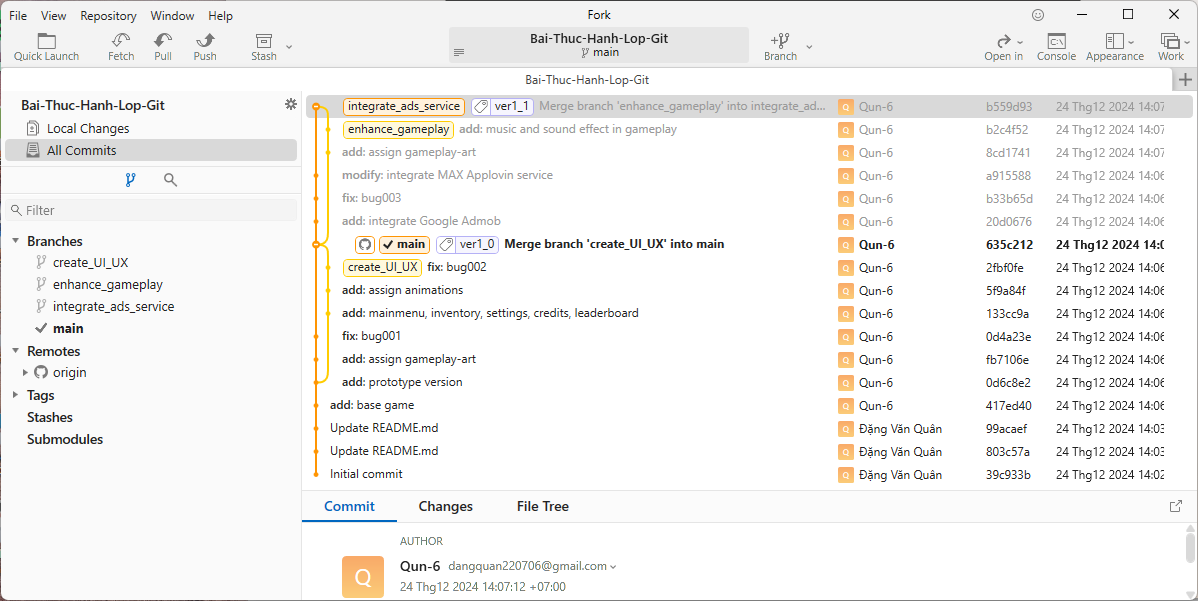 File View Repository Window Help
Fork
Quick Launch Fetch Pull Push Stash
Bai-Thuc-Hanh-Lop-Git
main
Branch
Open in Console Appearance Work
Bai-Thuc-Hanh-Lop-Git
Bai-Thuc-Hanh-Lop-Git
Local Changes
All Commits
Filter
Branches
create_UI_UX
enhance_gameplay
integrate_ads_service
main
Remotes
origin
Tags
Stashes
Submodules
integrate_ads_service ver1_1 Merge branch 'enhance_gameplay' into integrate_ad... Q Qun-6 b559d93 24 Thg12 2024 14:07
enhance_gameplay add: music and sound effect in gameplay Q Qun-6 b2c4f52 24 Thg12 2024 14:07
add: assign gameplay-art Q Qun-6 8cd1741 24 Thg12 2024 14:07
modify: integrate MAX Applovin service Q Qun-6 a915588 24 Thg12 2024 14:06
fix: bug003 Q Qun-6 b33b65d 24 Thg12 2024 14:06
add: integrate Google Admob Q Qun-6 20d0676 24 Thg12 2024 14:06
main ver1_0 Merge branch 'create_UI_UX' into main Q Qun-6 635c212 24 Thg12 2024 14:0
create_UI_UX fix: bug002 Q Qun-6 2fbf0fe 24 Thg12 2024 14:06
add: assign animations Q Qun-6 5f9a84f 24 Thg12 2024 14:06
add: mainmenu, inventory, settings, credits, leaderboard Q Qun-6 133cc9a 24 Thg12 2024 14:06
fix: bug001 Q Qun-6 0d4a23e 24 Thg12 2024 14:06
add: assign gameplay-art Q Qun-6 fb7106e 24 Thg12 2024 14:06
add: prototype version Q Qun-6 0d6c8e2 24 Thg12 2024 14:06
add: base game Q Qun-6 417ed40 24 Thg12 2024 14:06
Update README.md Q Đặng Văn Quân 99acaef 24 Thg12 2024 14:03
Update README.md Q Đặng Văn Quân 803c57a 24 Thg12 2024 14:03
Initial commit Q Đặng Văn Quân 39c933b 24 Thg12 2024 14:02
Commit Changes File Tree
AUTHOR
Q
Qun-6 dangquan220706@gmail.com
24 Thg12 2024 14:07:12 +07:00